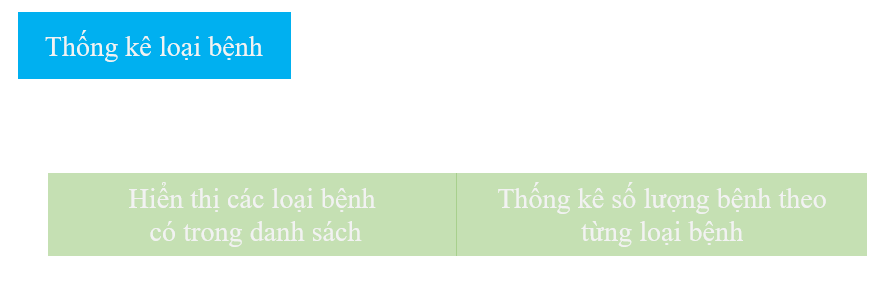 Thống kê loại bệnh
Hiển thị các loại bệnh
có trong danh sách
Thống kê số lượng bệnh theo
từng loại bệnh